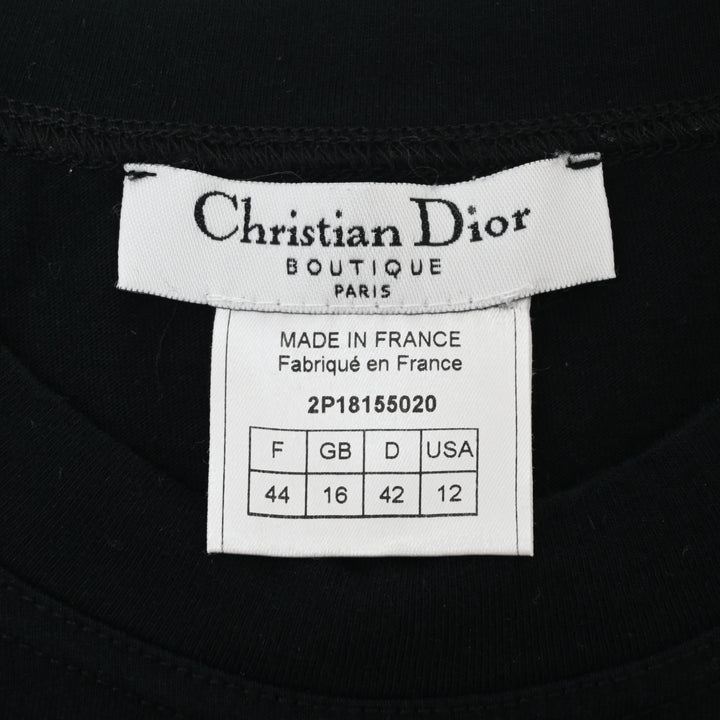 Christian Dior
BOUTIQUE
PARIS
MADE IN FRANCE
Fabriqué en France
2P18155020
F GB D USA
44 16 42 12